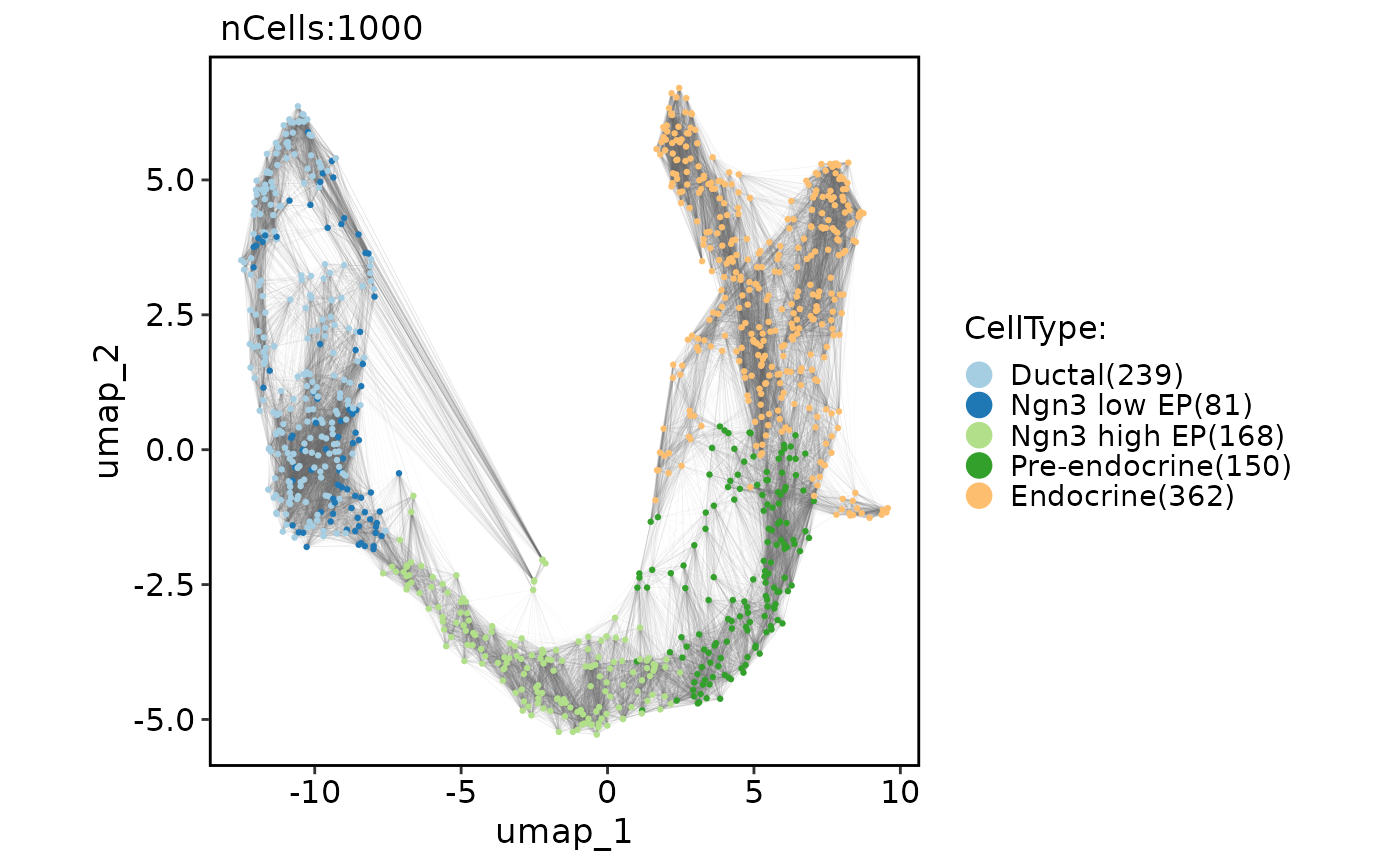 nCells:1000
umap_2
5.0
2.5
0.0
-2.5
-5.0
-10
-5
0
5
10
umap_1
CellType:
Ductal(239)
Ngn3 low EP(81)
Ngn3 high EP(168)
Pre-endocrine(150)
Endocrine(362)